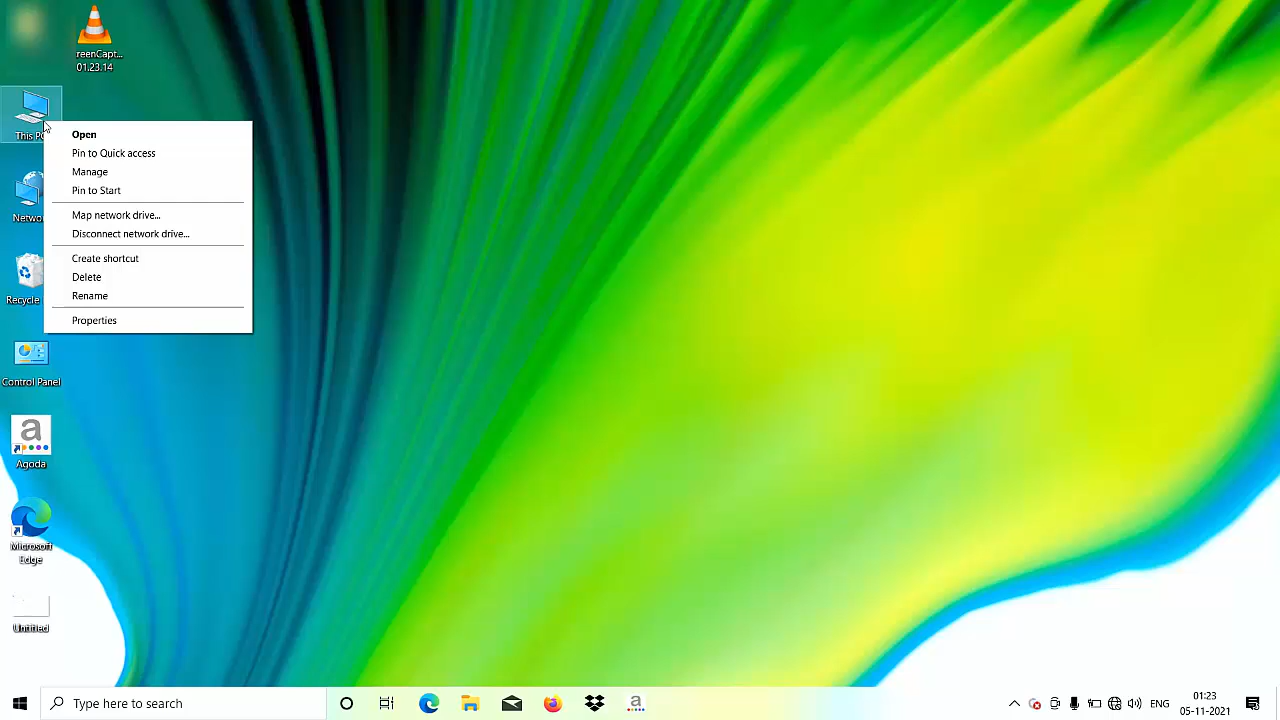 reenCapt...
01.23.14
This P
Open
Pin to Quick access
Manage
Pin to Start
Map network drive...
Disconnect network drive...
Create shortcut
Delete
Rename
Properties
Netwo
Recycle
Control Panel
a
Agoda
Microsoft
Edge
Untitled
Type here to search
a
ENG
01:23
05-11-2021